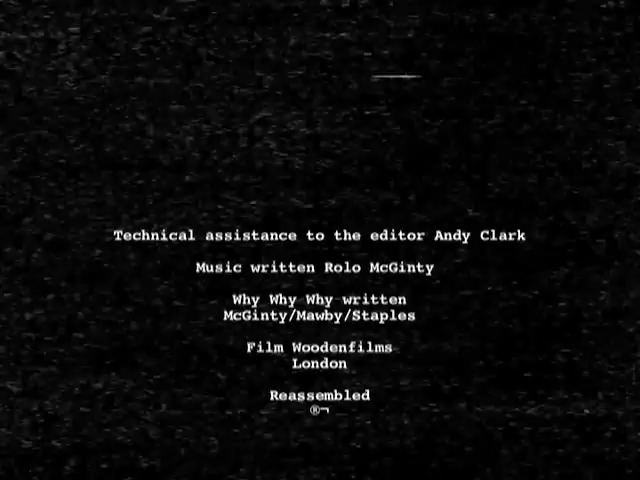 Technical assistance to the editor Andy Clark
Music written Rolo McGinty
Why Why Why written
McGinty/Mawby/Staples
Film Woodenfilms
London
Reassembled
®¬